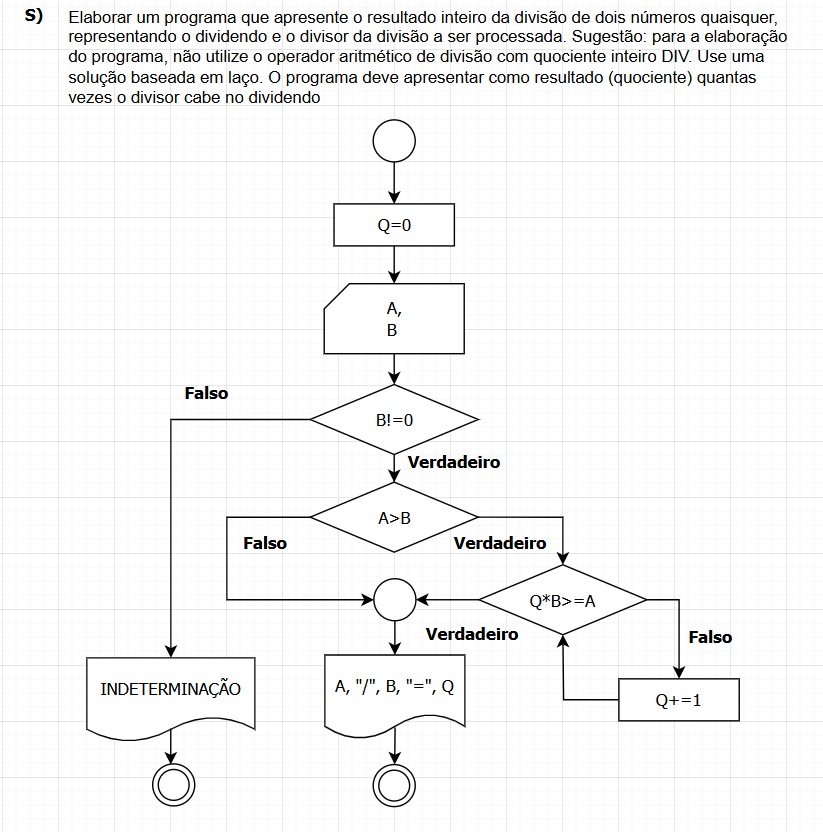 S) Elaborar um programa que apresente o resultado inteiro da divisão de dois números quaisquer,
representando o dividendo e o divisor da divisão a ser processada. Sugestão: para a elaboração
do programa, não utilize o operador aritmético de divisão com quociente inteiro DIV. Use uma
solução baseada em laço. O programa deve apresentar como resultado (quociente) quantas
vezes o divisor cabe no dividendo
Q=0
A,
B
Falso
B!=0
Verdadeiro
A>B
Falso
Verdadeiro
Q*B>=A
Verdadeiro
Falso
INDETERMINAÇÃO
A, "/", B, "=", Q
Q+=1